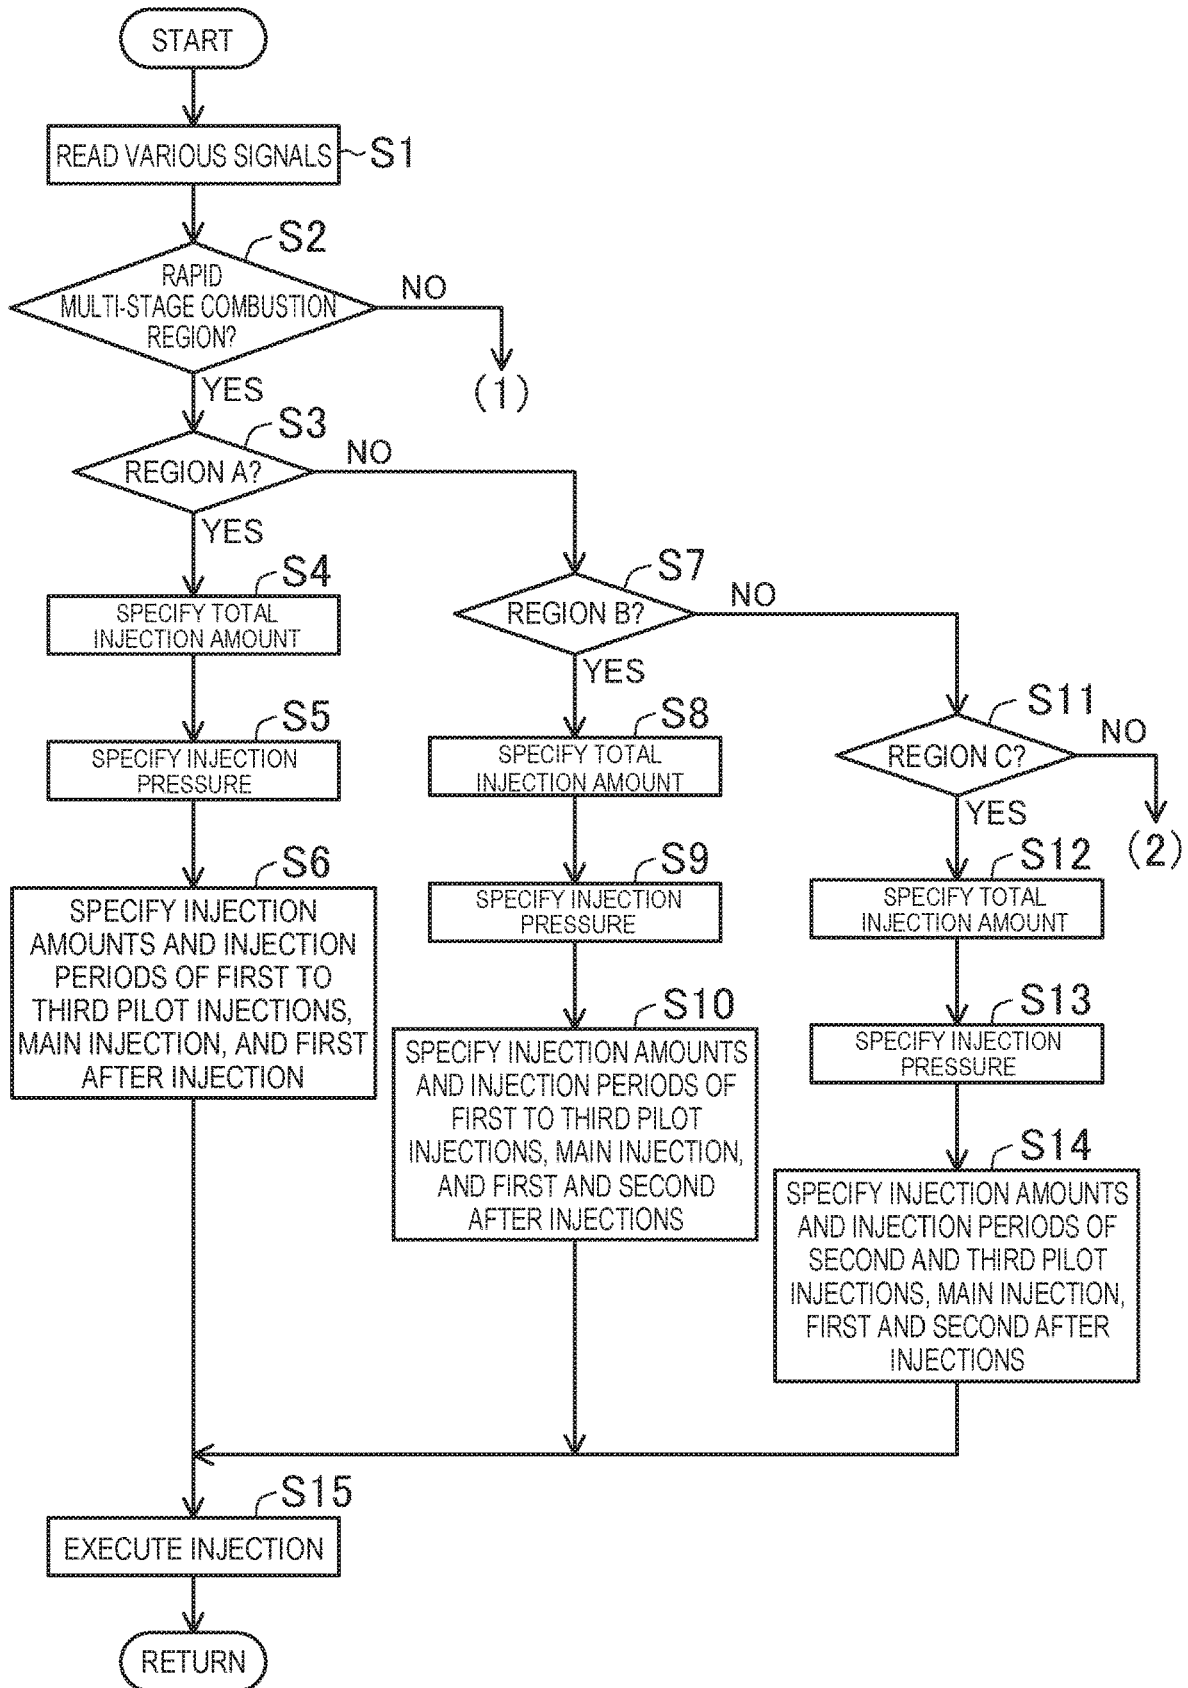 START
READ VARIOUS SIGNALS
S1
S2
RAPID
MULTI-STAGE COMBUSTION
REGION?
NO
(1)
YES
S3
REGION A?
NO
YES
S4
SPECIFY TOTAL
INJECTION AMOUNT
S5
SPECIFY INJECTION
PRESSURE
S6
SPECIFY INJECTION
AMOUNTS AND INJECTION
PERIODS OF FIRST TO
THIRD PILOT INJECTIONS,
MAIN INJECTION, AND FIRST
AFTER INJECTION
S7
REGION B?
NO
YES
S8
SPECIFY TOTAL
INJECTION AMOUNT
S9
SPECIFY INJECTION
PRESSURE
S10
SPECIFY INJECTION AMOUNTS
AND INJECTION PERIODS OF
FIRST TO THIRD PILOT
INJECTIONS, MAIN INJECTION,
AND FIRST AND SECOND
AFTER INJECTIONS
S11
REGION C?
NO
(2)
YES
S12
SPECIFY TOTAL
INJECTION AMOUNT
S13
SPECIFY INJECTION
PRESSURE
S14
SPECIFY INJECTION AMOUNTS
AND INJECTION PERIODS OF
SECOND AND THIRD PILOT
INJECTIONS, MAIN INJECTION,
FIRST AND SECOND AFTER
INJECTIONS
S15
EXECUTE INJECTION
RETURN